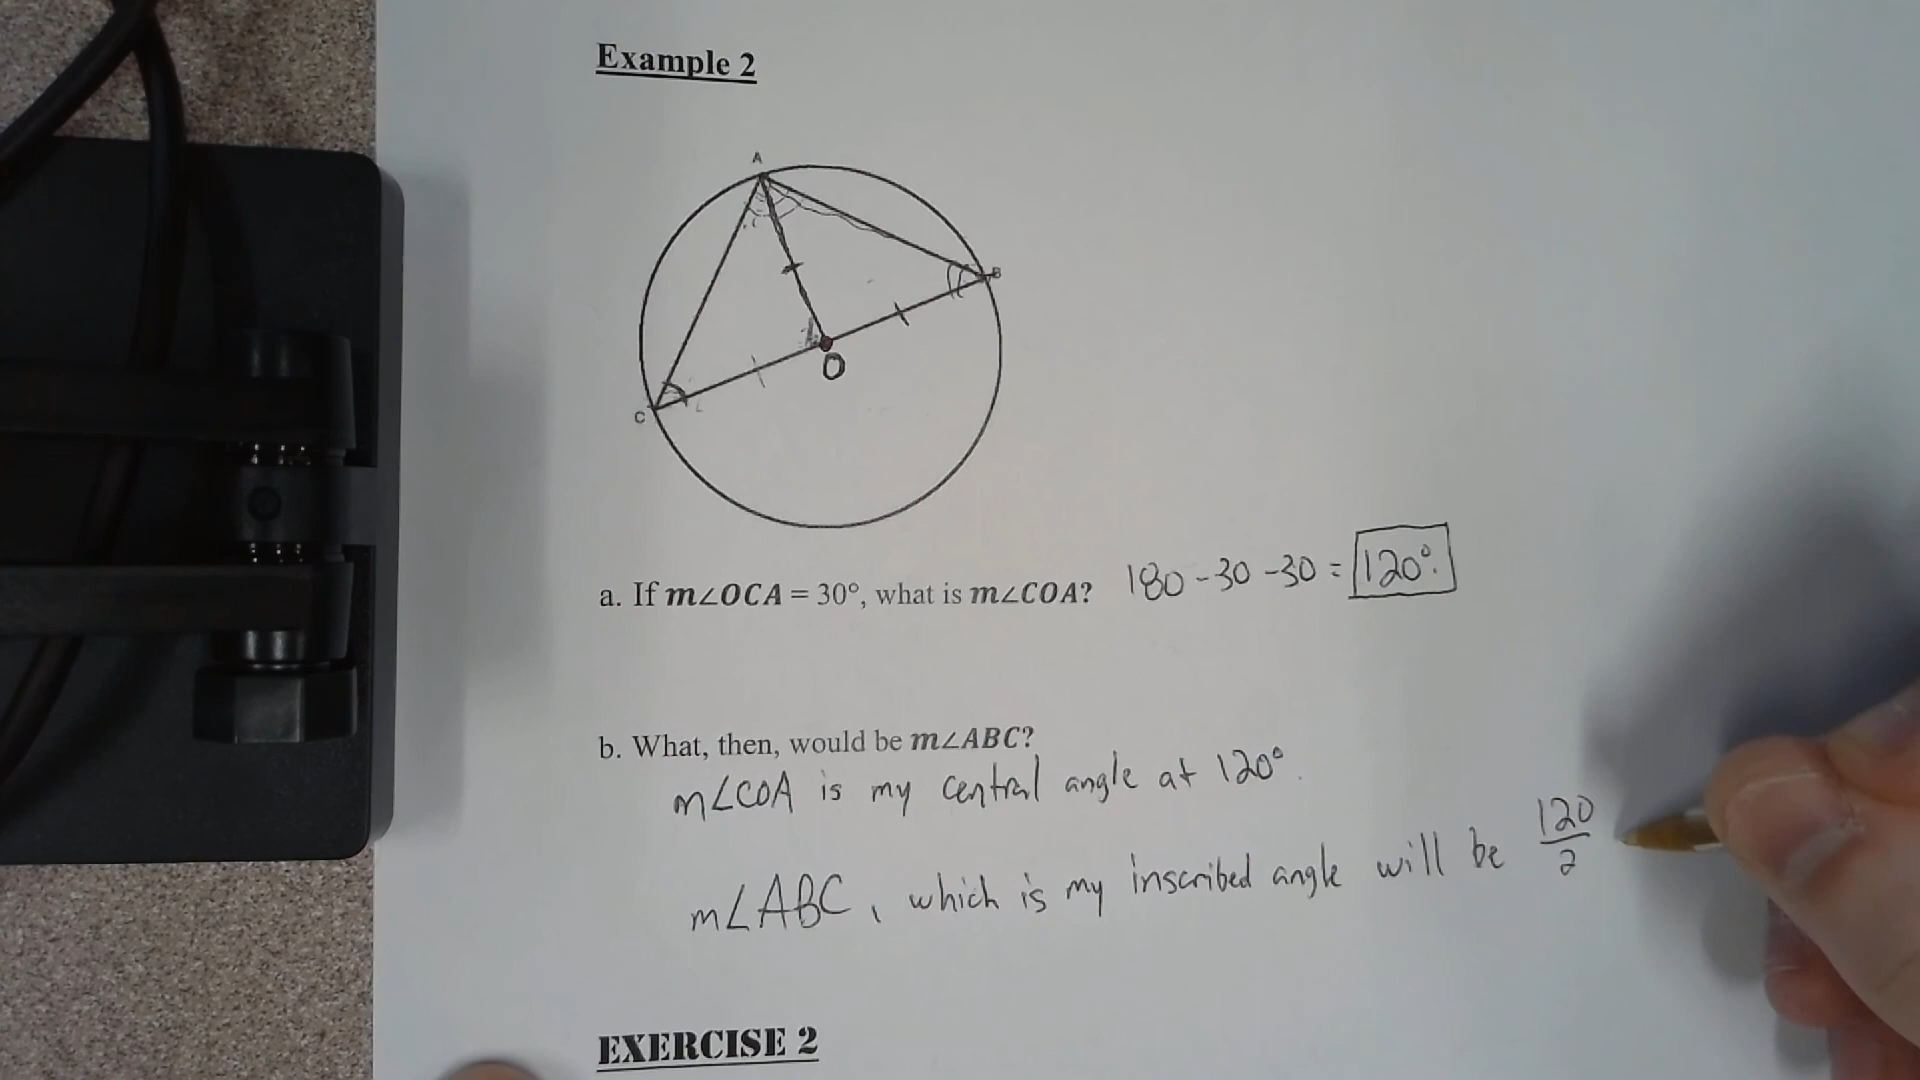 Example 2
A
B
O
C
a. If m∠OCA = 30°, what is m∠COA? 180 - 30 - 30 = 120°.
b. What, then, would be m∠ABC?
m∠COA is my central angle at 120°.
m∠ABC, which is my inscribed angle will be 120/2
EXERCISE 2